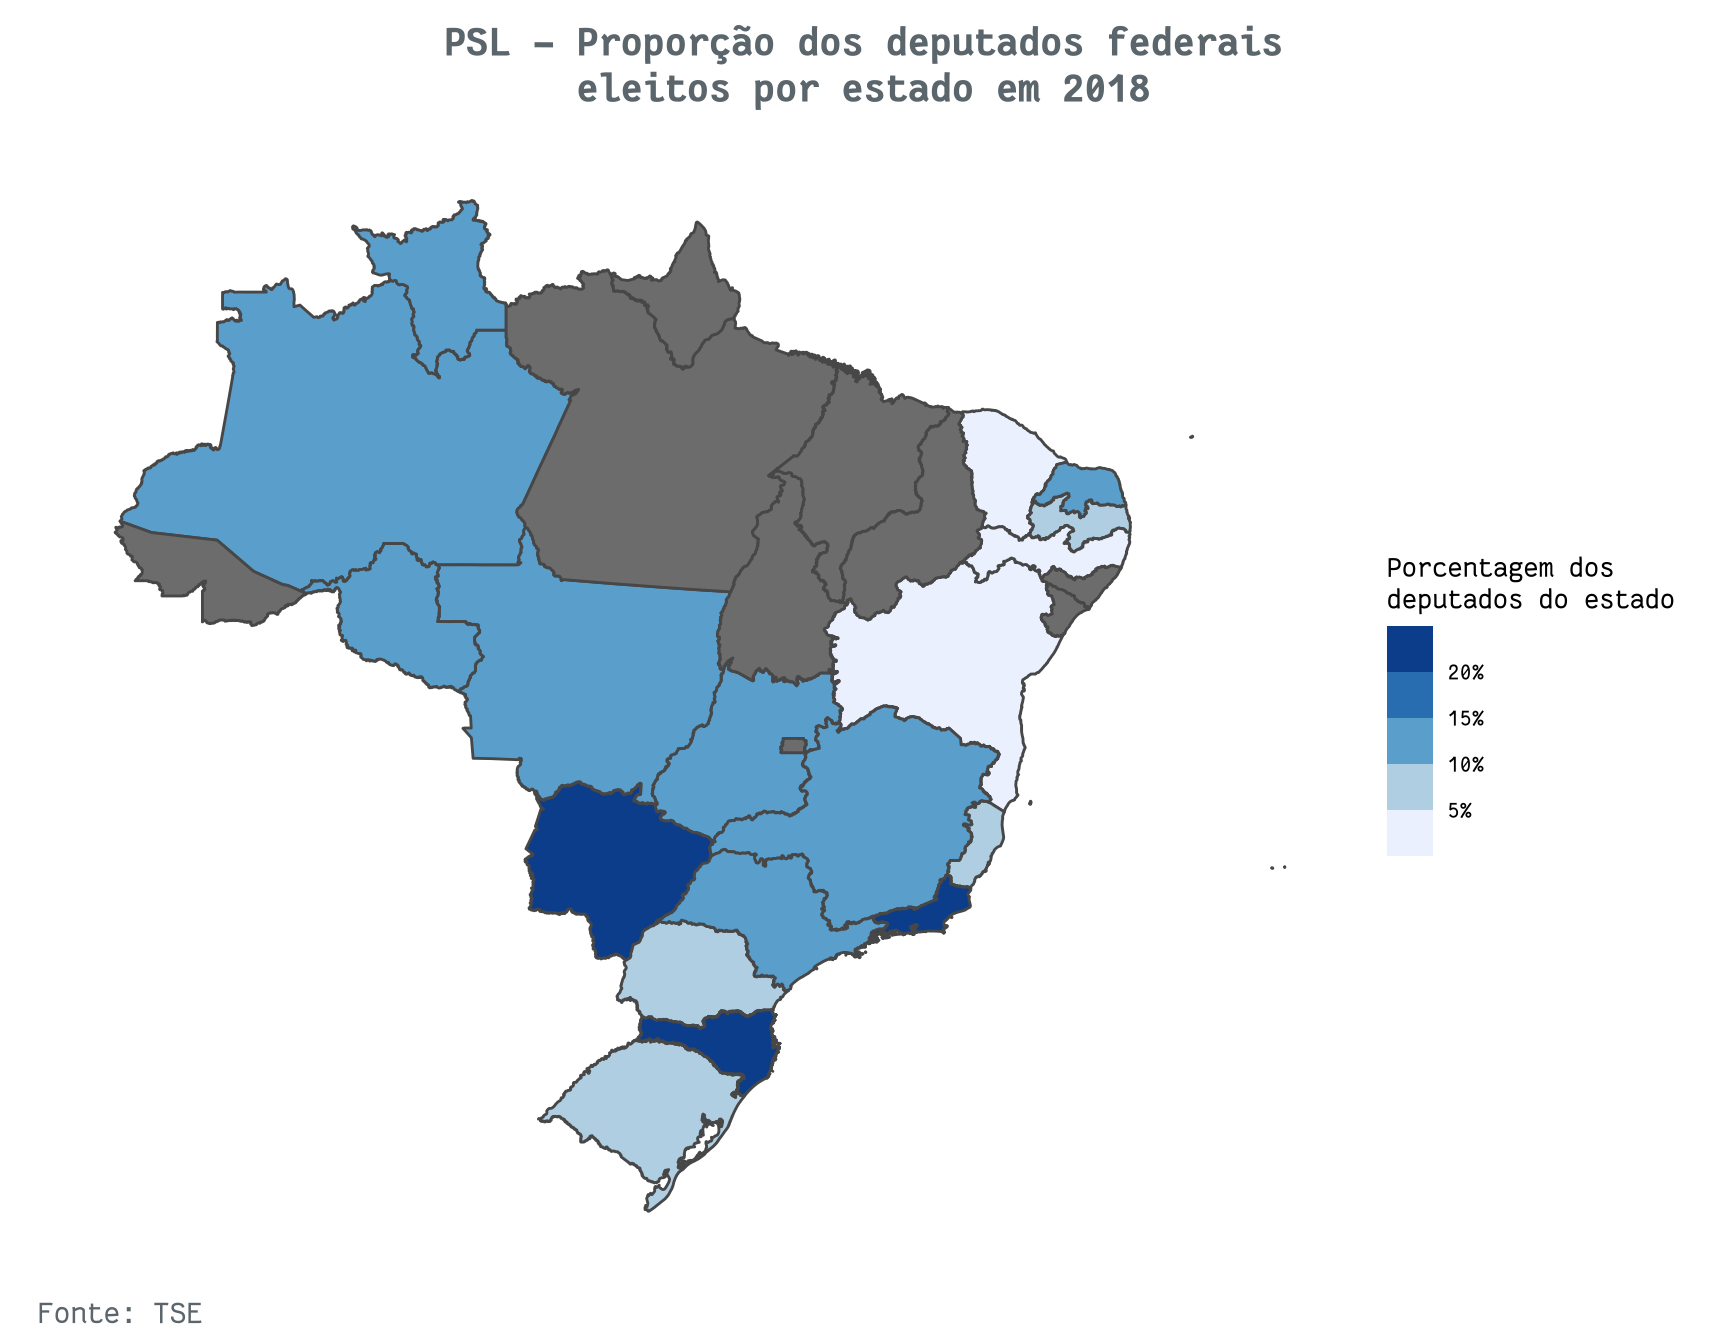 PSL – Proporção dos deputados federais
eleitos por estado em 2018
Porcentagem dos
deputados do estado
20%
15%
10%
5%
Fonte: TSE